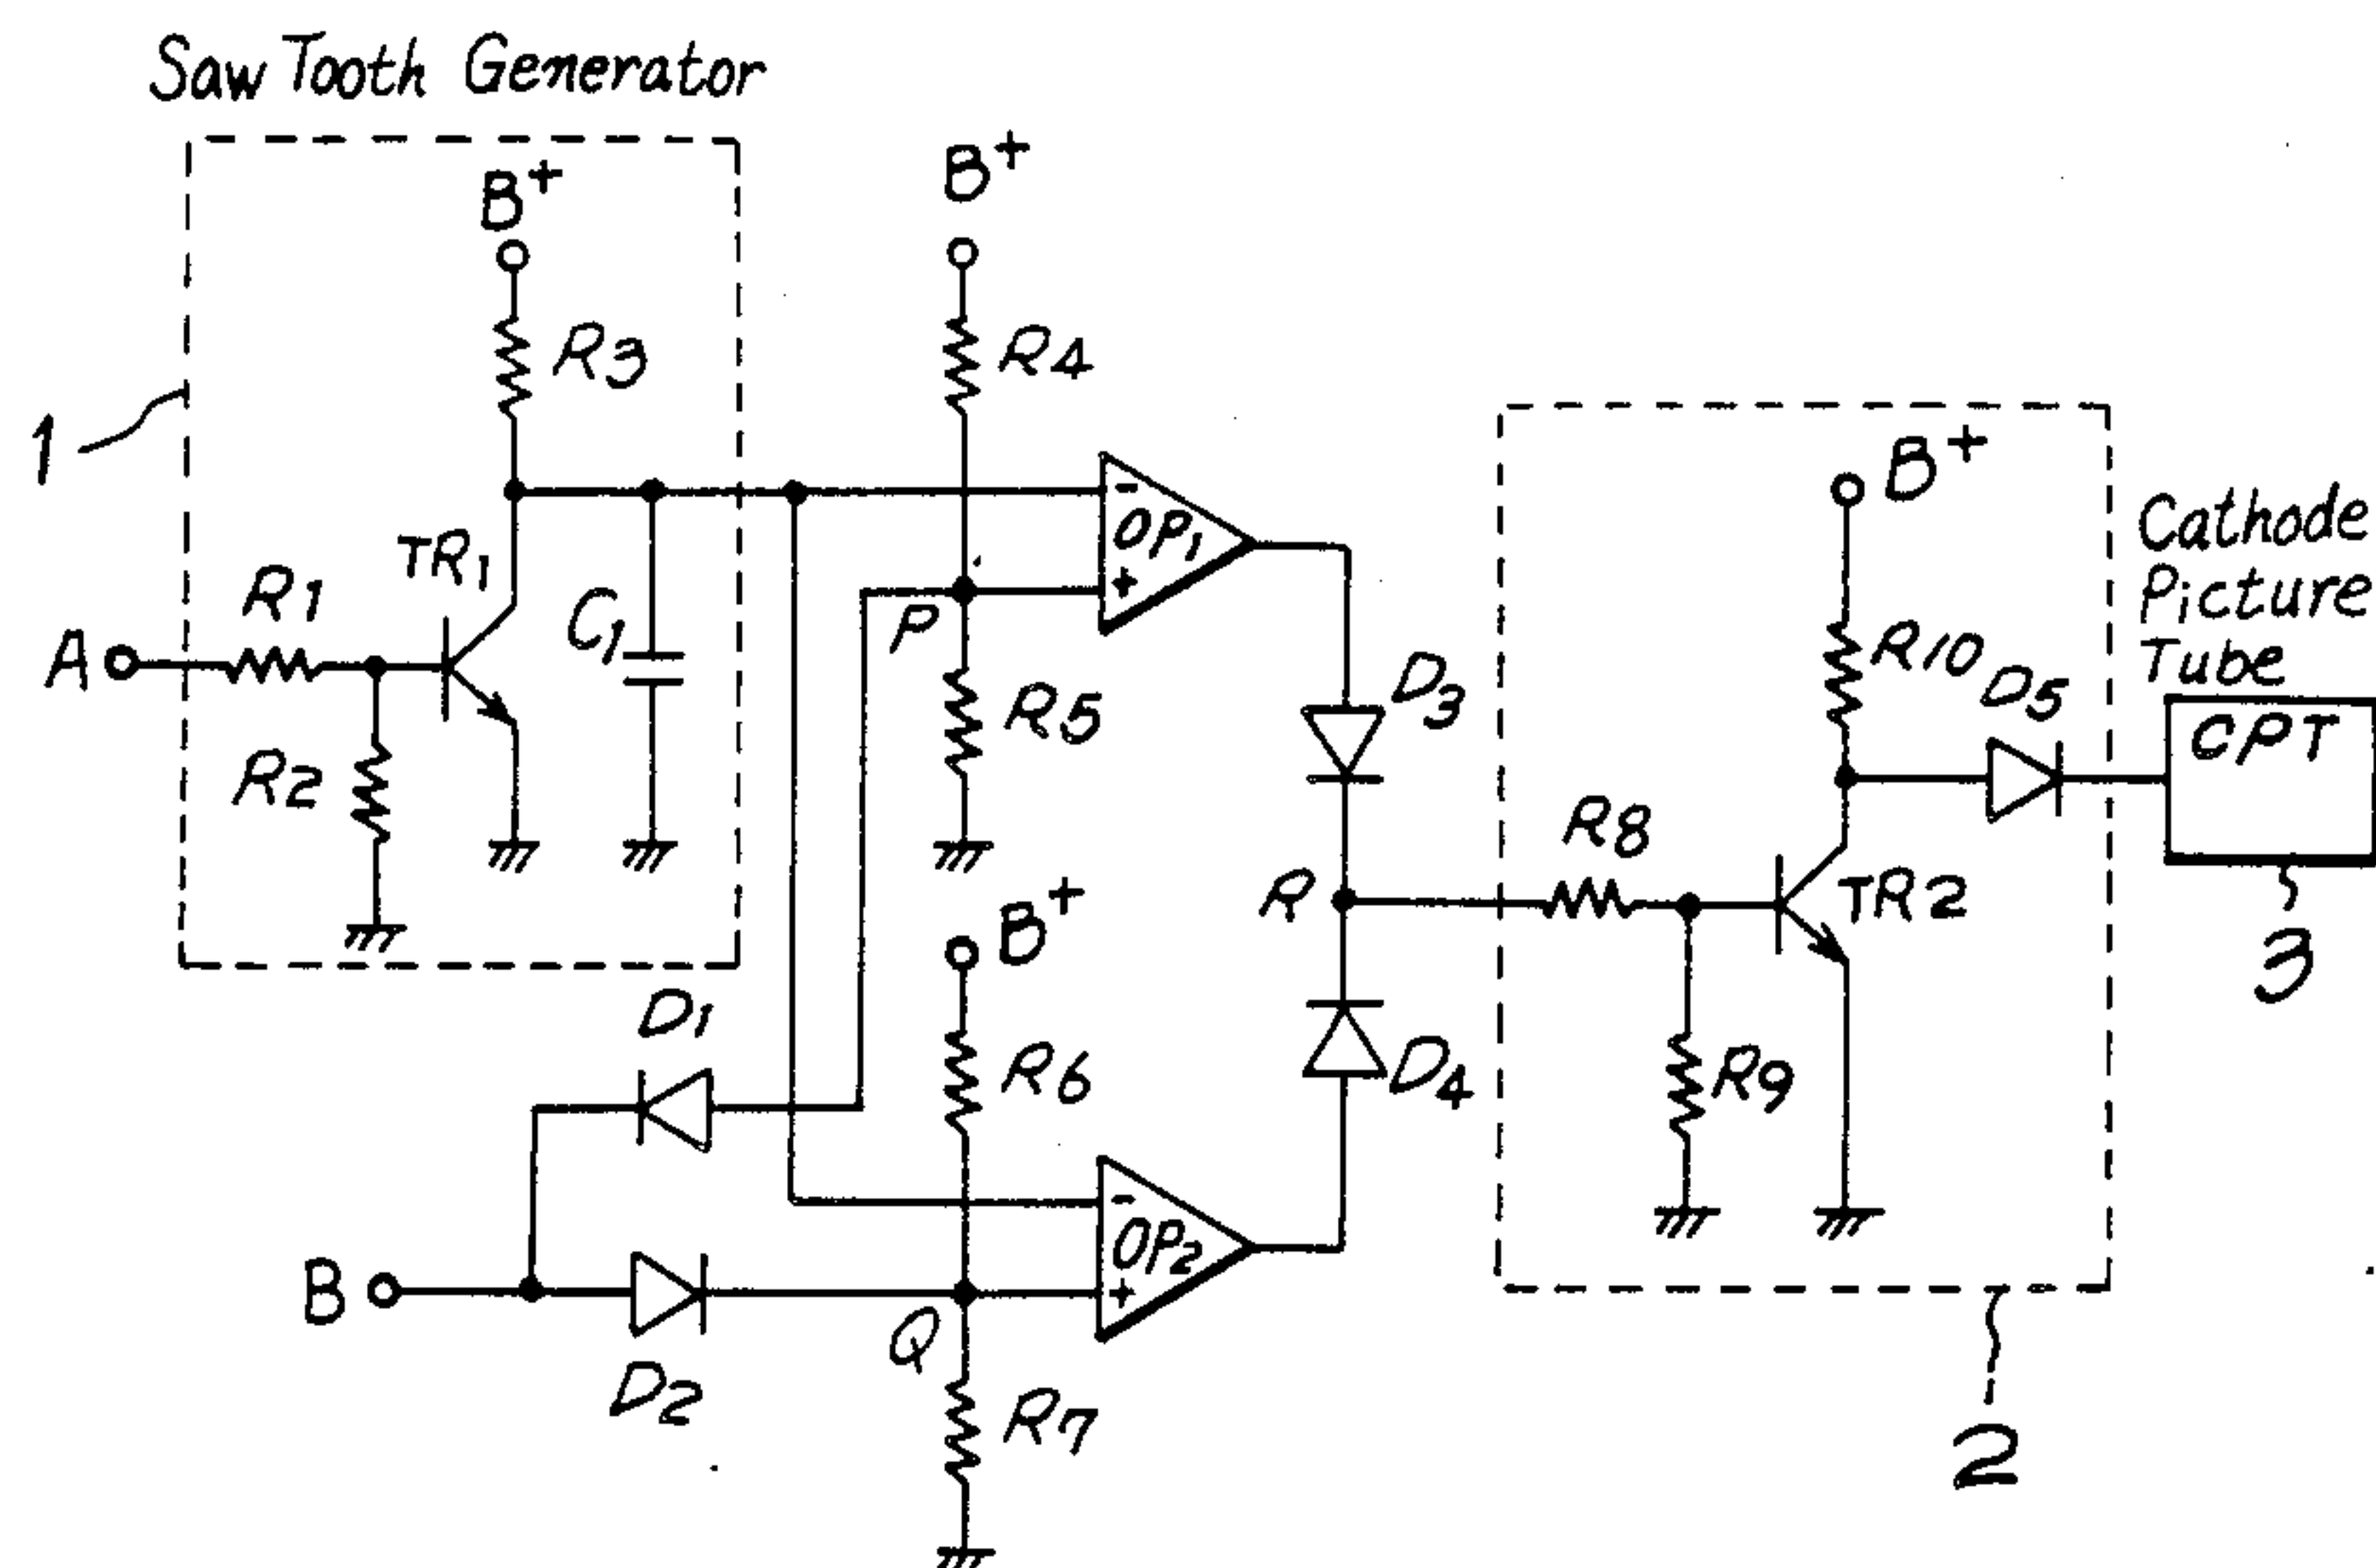 Saw Tooth Generator
B+
B+
R3
R4
1
B+
Cathode
Picture
Tube
-
OP1
+
TR1
R1
C1
P
A
R10
D5
D3
R5
CPT
R2
R8
R
TR2
B+
3
D1
R6
D4
R9
-
OP2
+
B
Q
D2
R7
2